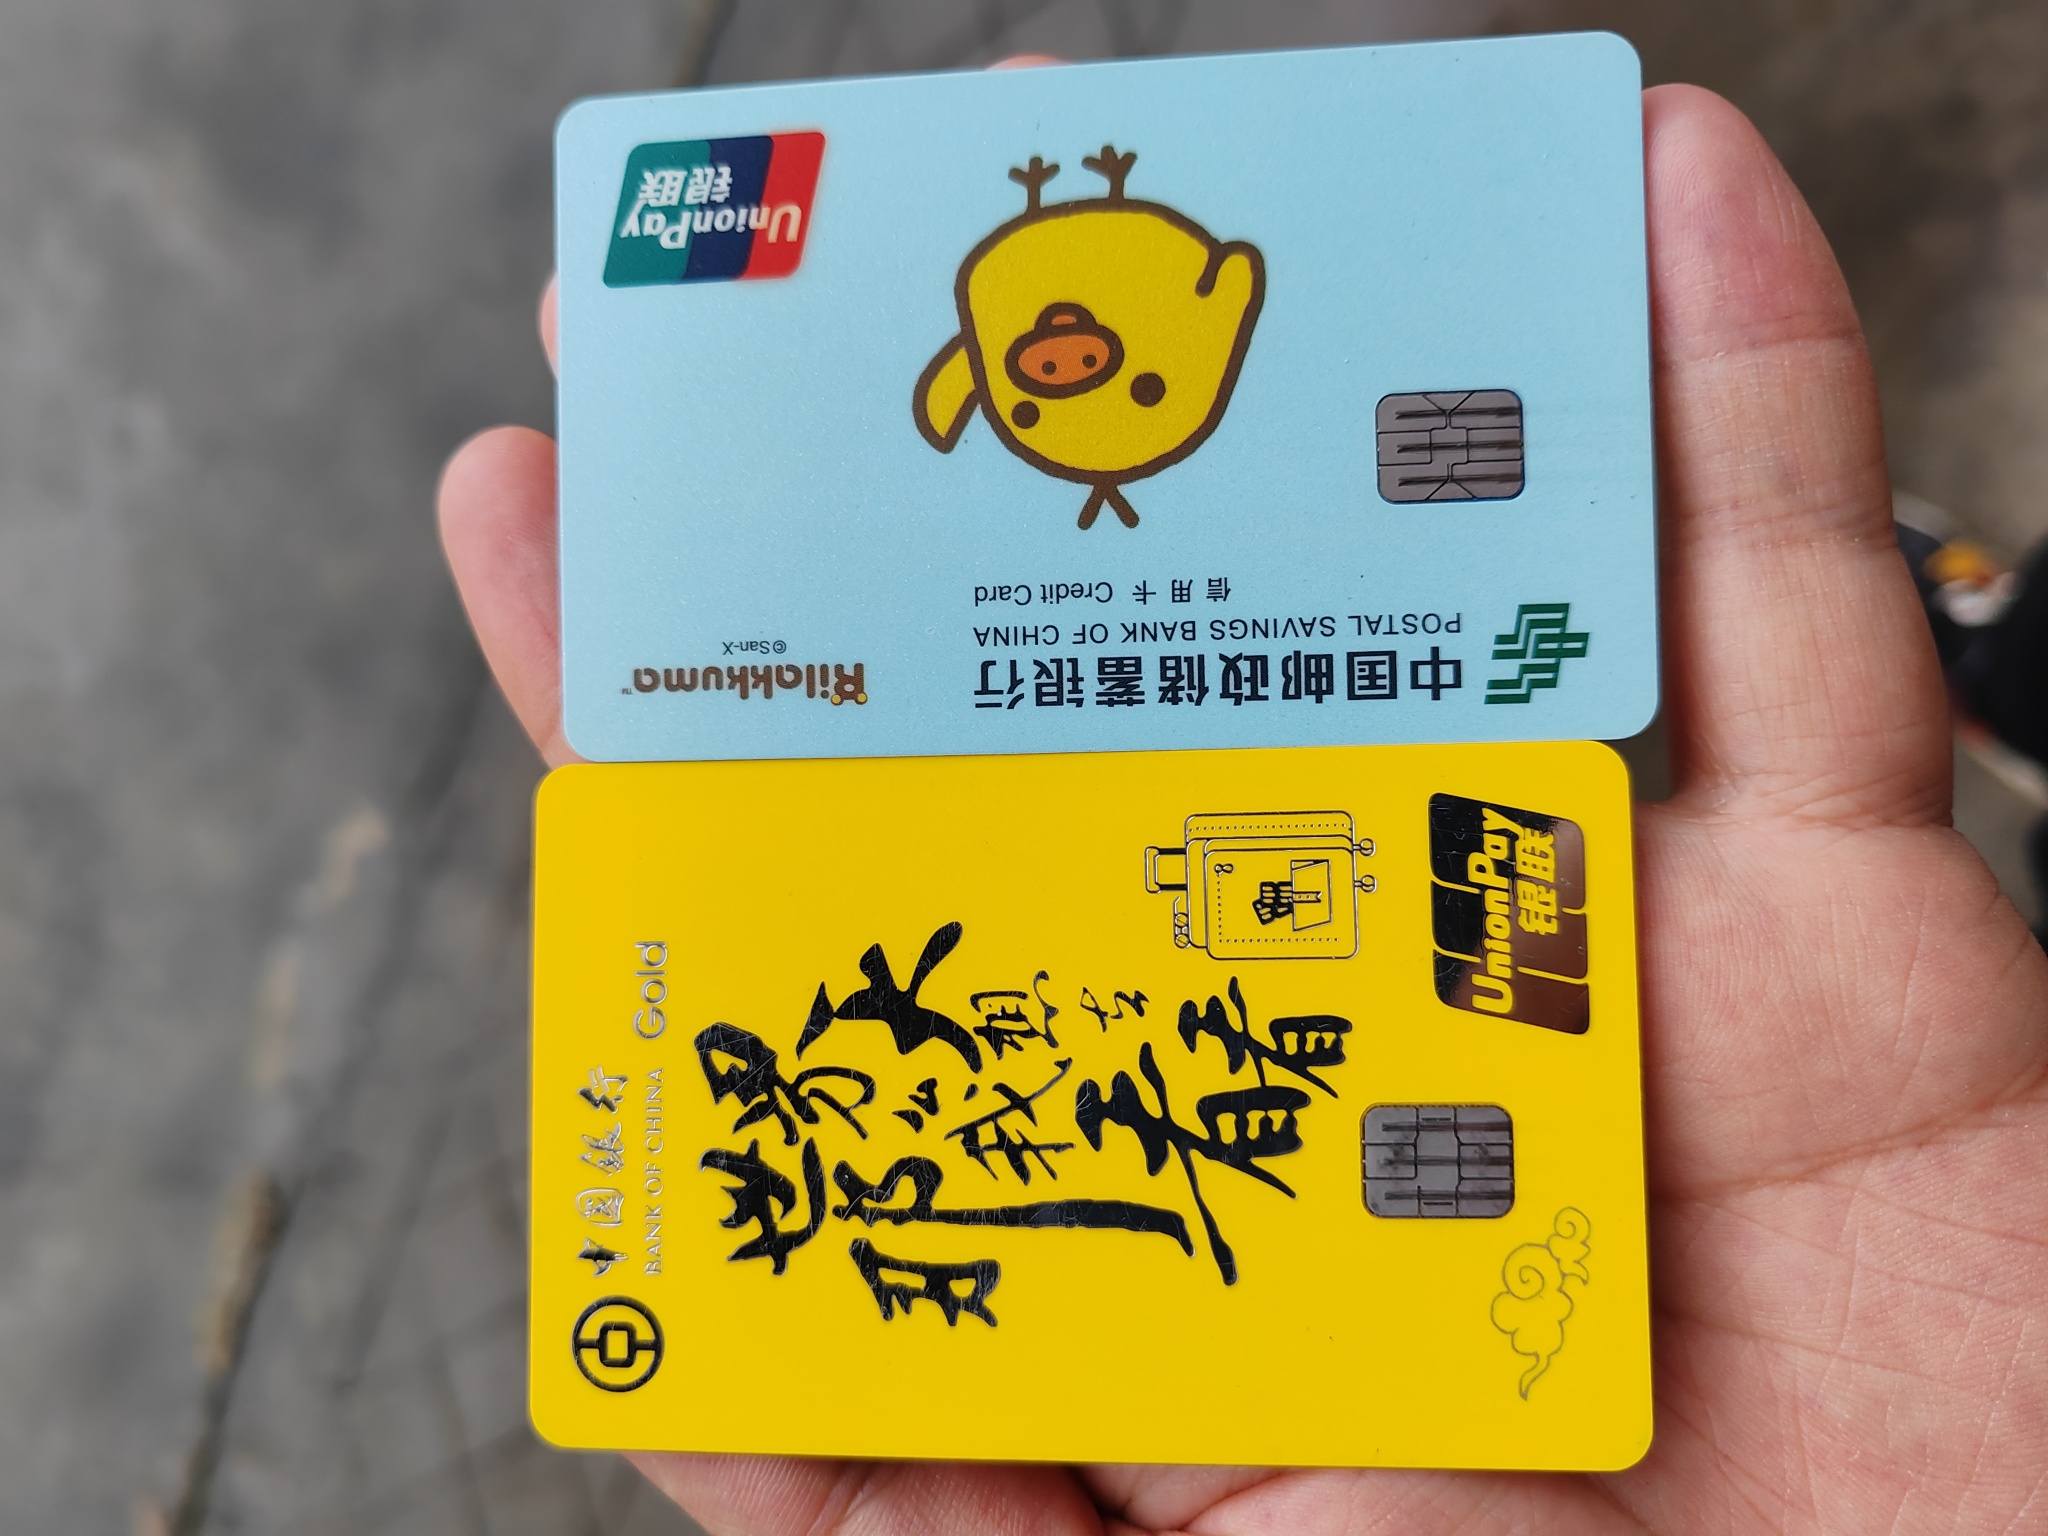 中国邮政储蓄银行
POSTAL SAVINGS BANK OF CHINA
信用卡 Credit Card
Rilakkuma™
©San-X
UnionPay
银联
中国银行
BANK OF CHINA Gold
世界
那么大
我想去
看看
UnionPay
银联